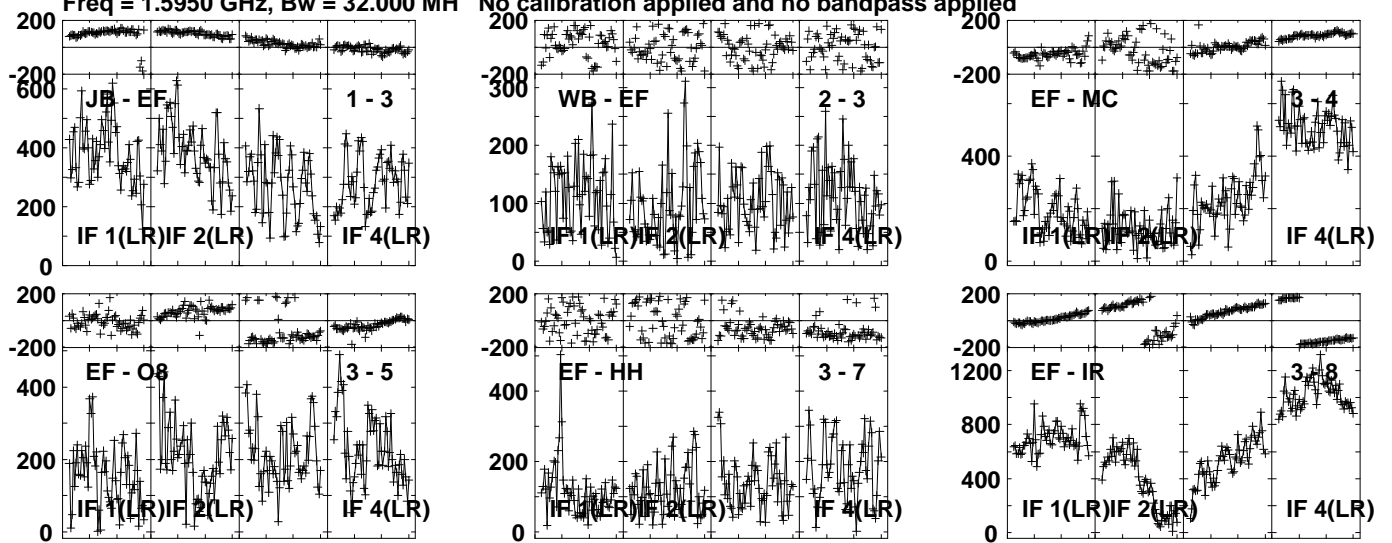 Freq = 1.5950 GHz, Bw = 32.000 MH No calibration applied and no bandpass applied
200
-200
600
400
200
0
JB - EF 1 - 3
IF 1(LR) IF 2(LR) IF 4(LR)
200
-200
300
200
100
0
WB - EF 2 - 3
IF 1(LR) IF 2(LR) IF 4(LR)
200
-200
400
0
EF - MC 3 - 4
IF 1(LR) IF 2(LR) IF 4(LR)
200
-200
400
200
0
EF - O8 3 - 5
IF 1(LR) IF 2(LR) IF 4(LR)
200
-200
400
200
0
EF - HH 3 - 7
IF 1(LR) IF 2(LR) IF 4(LR)
200
-200
1200
800
400
0
EF - IR 3 - 8
IF 1(LR) IF 2(LR) IF 4(LR)